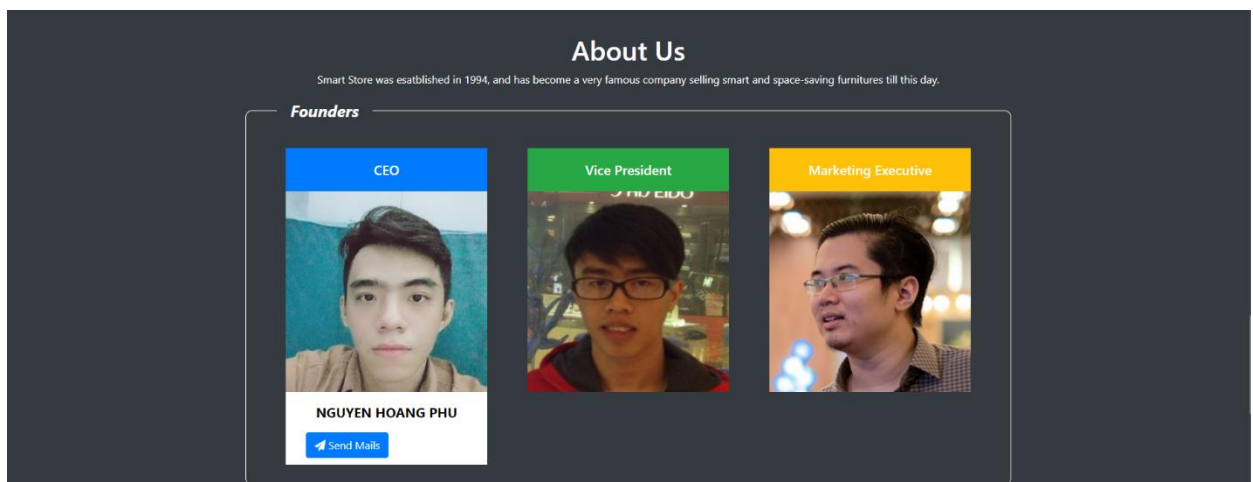 About Us
Smart Store was esatblished in 1994, and has become a very famous company selling smart and space-saving furnitures till this day.
Founders
CEO
Vice President
Marketing Executive
NGUYEN HOANG PHU
Send Mails